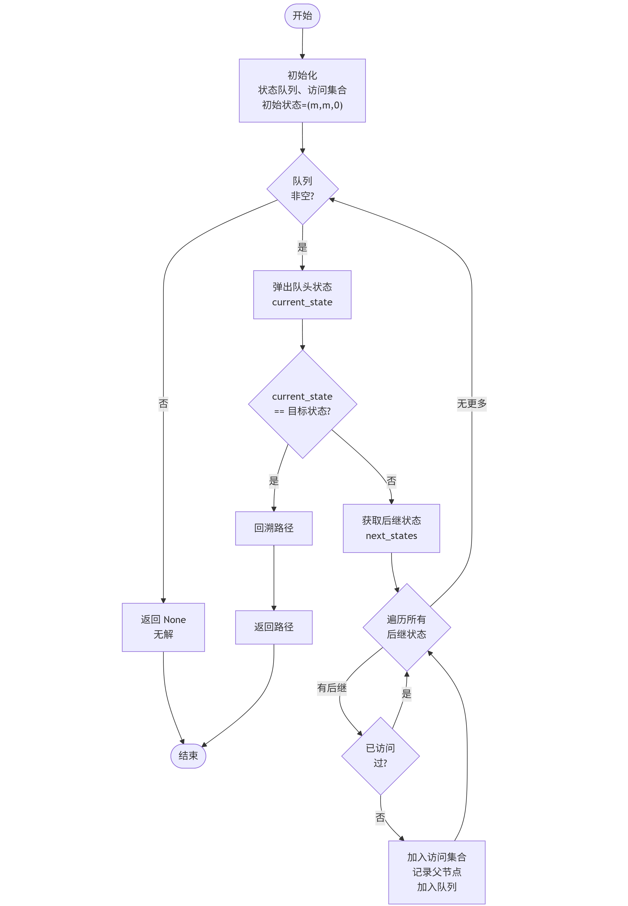 开始
初始化
状态队列、访问集合
初始状态=(m,m,0)
队列
非空?
是
弹出队头状态
current_state
否
current_state
== 目标状态?
无更多
是
否
回溯路径
获取后继状态
next_states
返回 None
无解
返回路径
遍历所有
后继状态
有后继
是
结束
已访问
过?
否
加入访问集合
记录父节点
加入队列